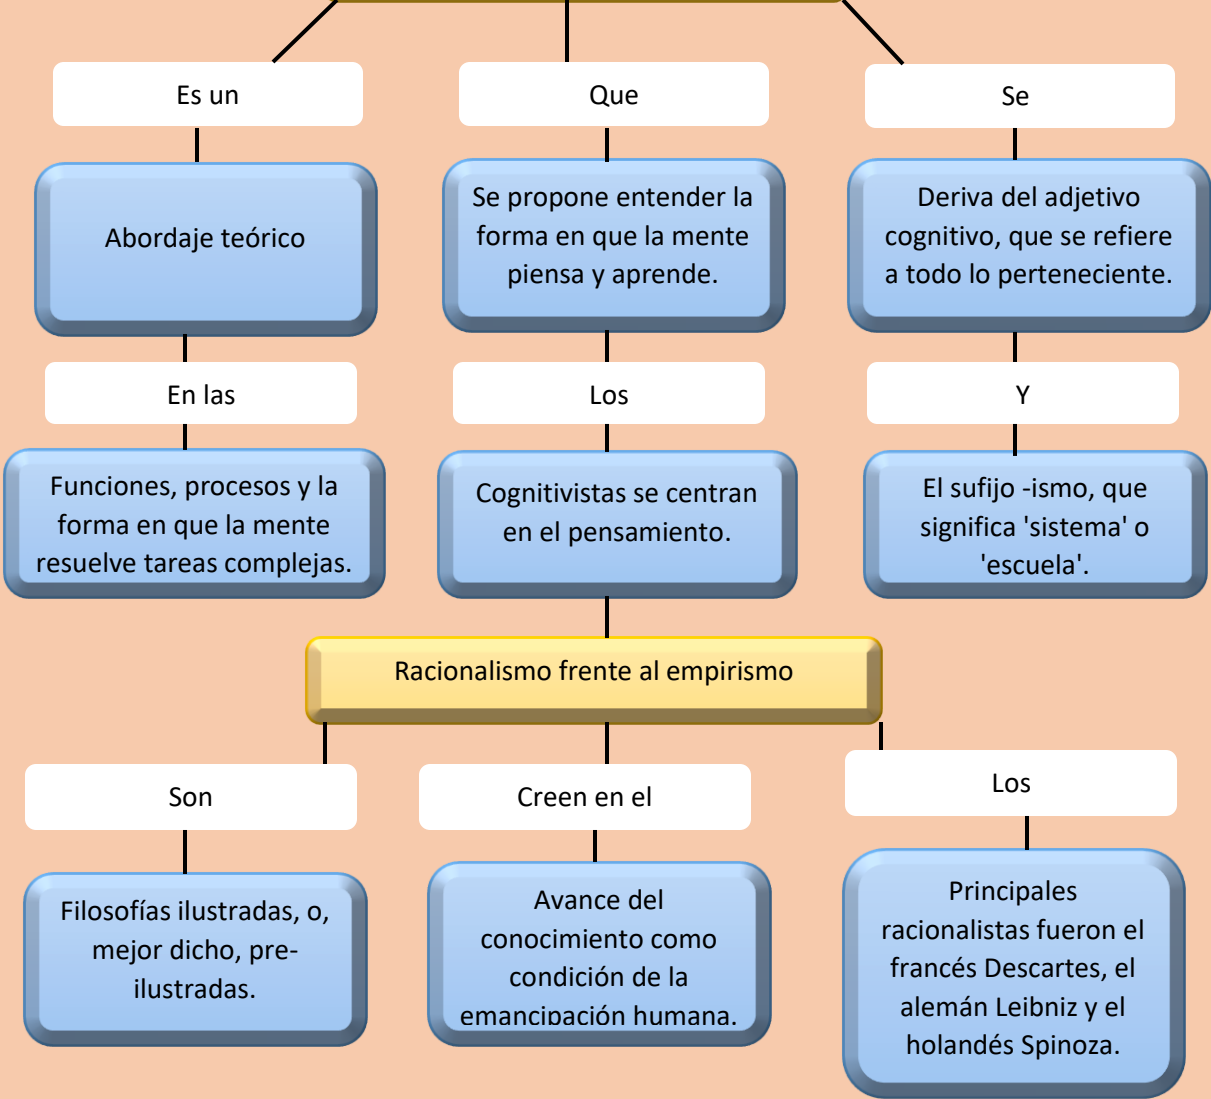 Es un
Que
Se
Abordaje teórico
Se propone entender la
forma en que la mente
piensa y aprende.
Deriva del adjetivo
cognitivo, que se refiere
a todo lo perteneciente.
En las
Los
Y
Funciones, procesos y la
forma en que la mente
resuelve tareas complejas.
Cognitivistas se centran
en el pensamiento.
El sufijo -ismo, que
significa 'sistema' o
'escuela'.
Racionalismo frente al empirismo
Son
Creen en el
Los
Filosofías ilustradas, o,
mejor dicho, pre-
ilustradas.
Avance del
conocimiento como
condición de la
emancipación humana.
Principales
racionalistas fueron el
francés Descartes, el
alemán Leibniz y el
holandés Spinoza.